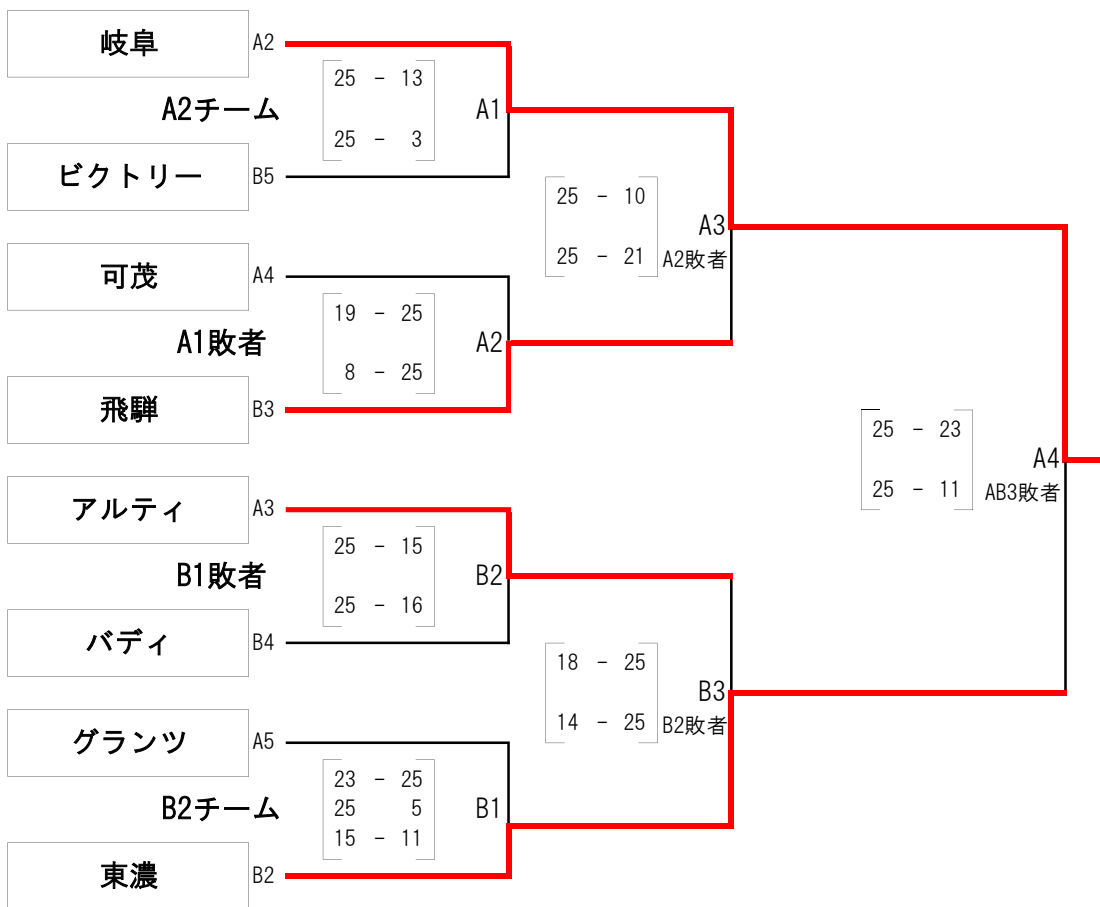 岐阜 A2
25 - 13
A2チーム A1
25 - 3
ビクトリー B5
25 - 10
A3
可茂 A4
25 - 21 A2敗者
19 - 25
A1敗者 A2
8 - 25
飛騨 B3
25 - 23
A4
25 - 11 AB3敗者
アルティ A3
25 - 15
B1敗者 B2
25 - 16
バディ B4
18 - 25
B3
14 - 25 B2敗者
グランツ A5
23 - 25
25 5
B2チーム B1
15 - 11
東濃 B2